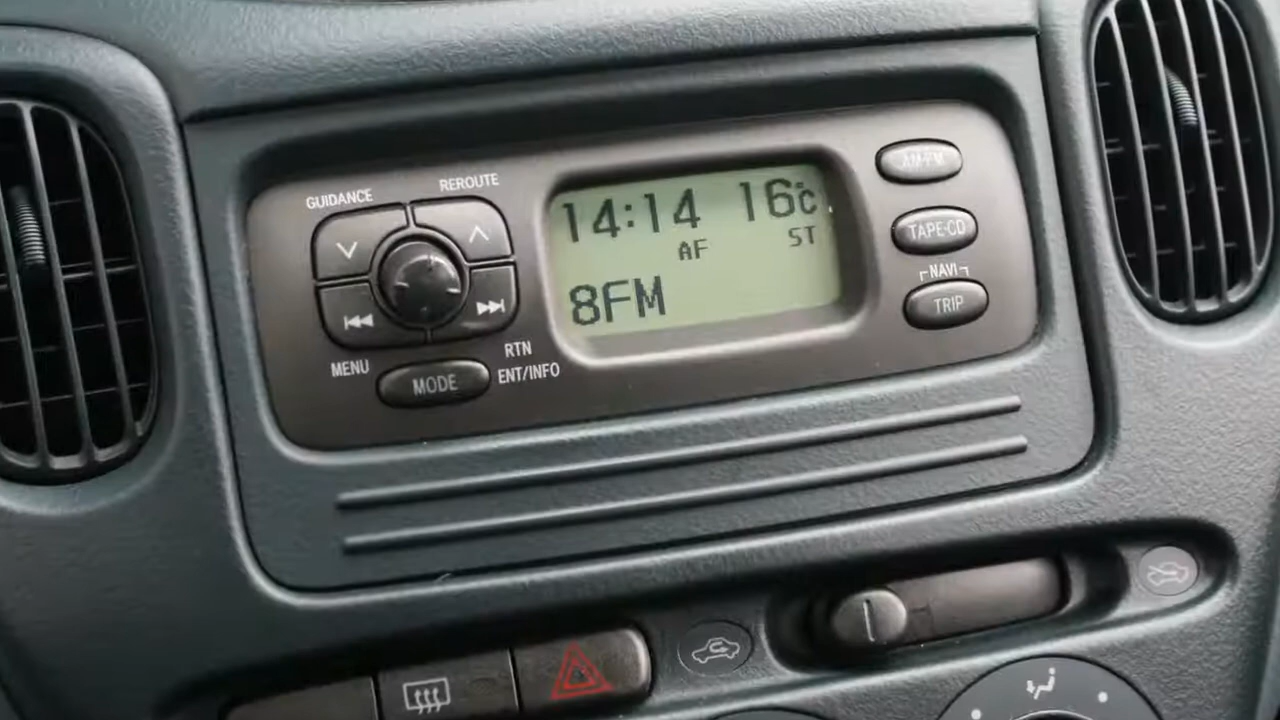 GUIDANCE
REROUTE
MENU
MODE
RTN
ENT/INFO
14:14 16°c
AF ST
8FM
AM·FM
TAPE·CD
NAVI
TRIP